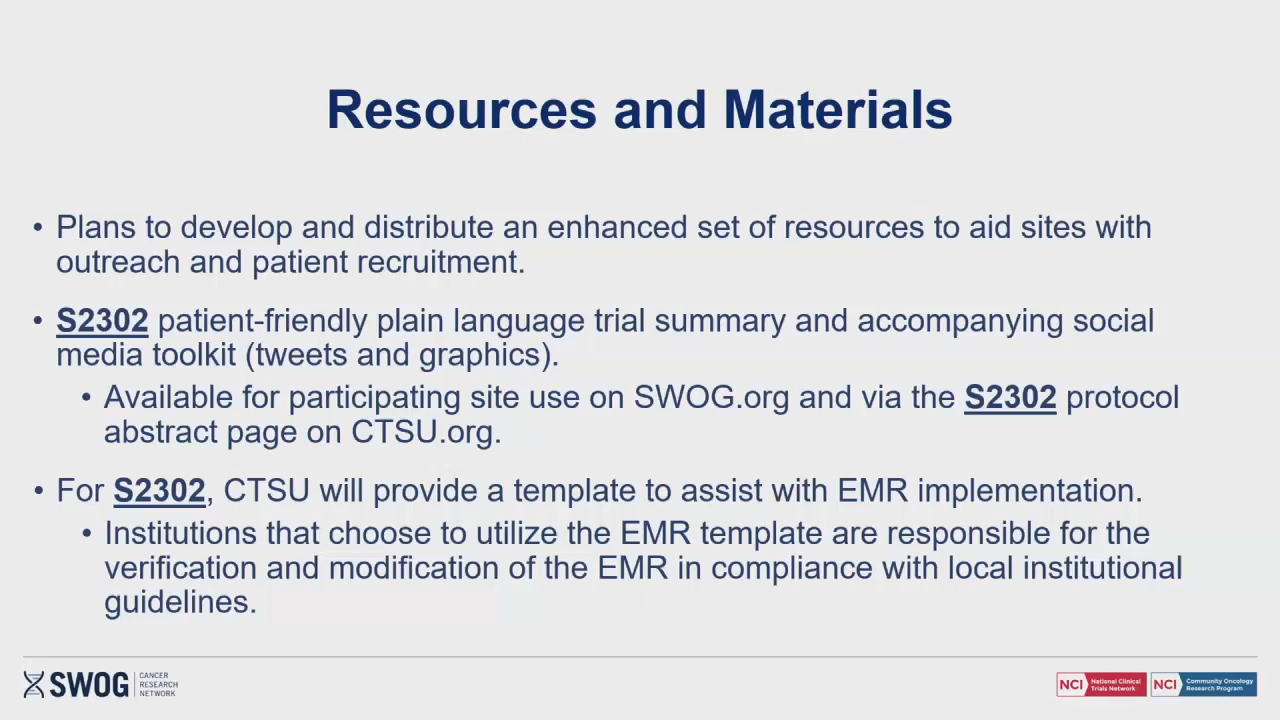 Resources and Materials
• Plans to develop and distribute an enhanced set of resources to aid sites with
outreach and patient recruitment.
• S2302 patient-friendly plain language trial summary and accompanying social
media toolkit (tweets and graphics).
• Available for participating site use on SWOG.org and via the S2302 protocol
abstract page on CTSU.org.
• For S2302, CTSU will provide a template to assist with EMR implementation.
• Institutions that choose to utilize the EMR template are responsible for the
verification and modification of the EMR in compliance with local institutional
guidelines.
SWOG
CANCER
RESEARCH
NETWORK
NCI
National Clinical
Trials Network
NCI
Community Oncology
Research Program